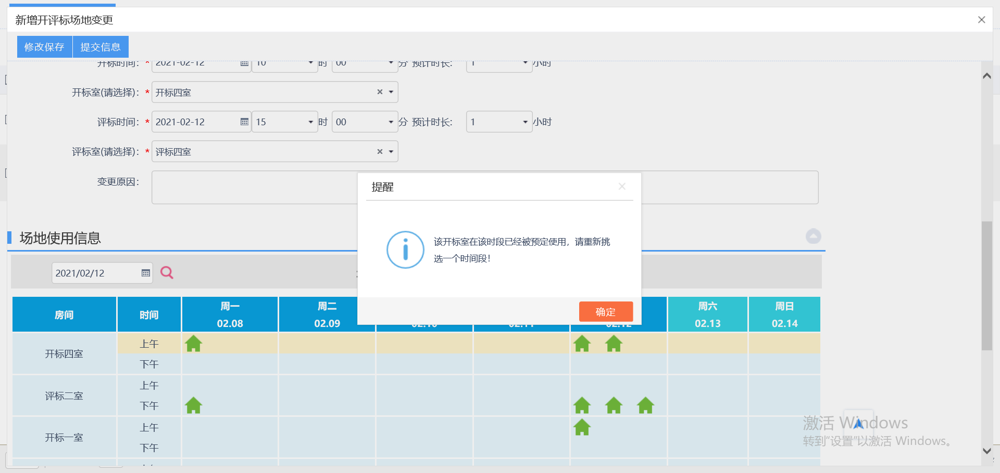 新增开评标场地变更
修改保存 提交信息
开标时间： * 2021-02-12 10 时 00 分 预计时长: 1 小时
开标室(请选择)： * 开标四室
评标时间： * 2021-02-12 15 时 00 分 预计时长: 1 小时
评标室(请选择)： * 评标四室
变更原因：
提醒
该开标室在该时段已经被预定使用，请重新挑
选一个时间段！
确定
场地使用信息
2021/02/12
房间 时间 周一 周二 周六 周日
02.08 02.09 02.10 02.11 02.12 02.13 02.14
开标四室 上午
下午
评标二室 上午
下午
开标一室 上午
下午
激活 Windows
转到“设置”以激活 Windows。